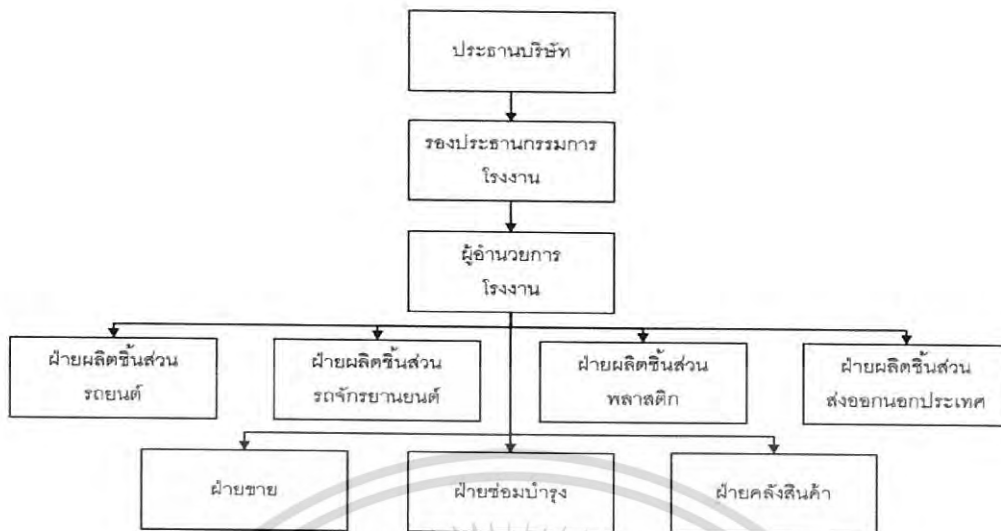 ประธานบริษัท
รองประธานกรรมการ
โรงงาน
ผู้อำนวยการ
โรงงาน
ฝ่ายผลิตชิ้นส่วน
รถยนต์
ฝ่ายผลิตชิ้นส่วน
รถจักรยานยนต์
ฝ่ายผลิตชิ้นส่วน
พลาสติก
ฝ่ายผลิตชิ้นส่วน
ส่งออกนอกประเทศ
ฝ่ายขาย
ฝ่ายซ่อมบำรุง
ฝ่ายคลังสินค้า